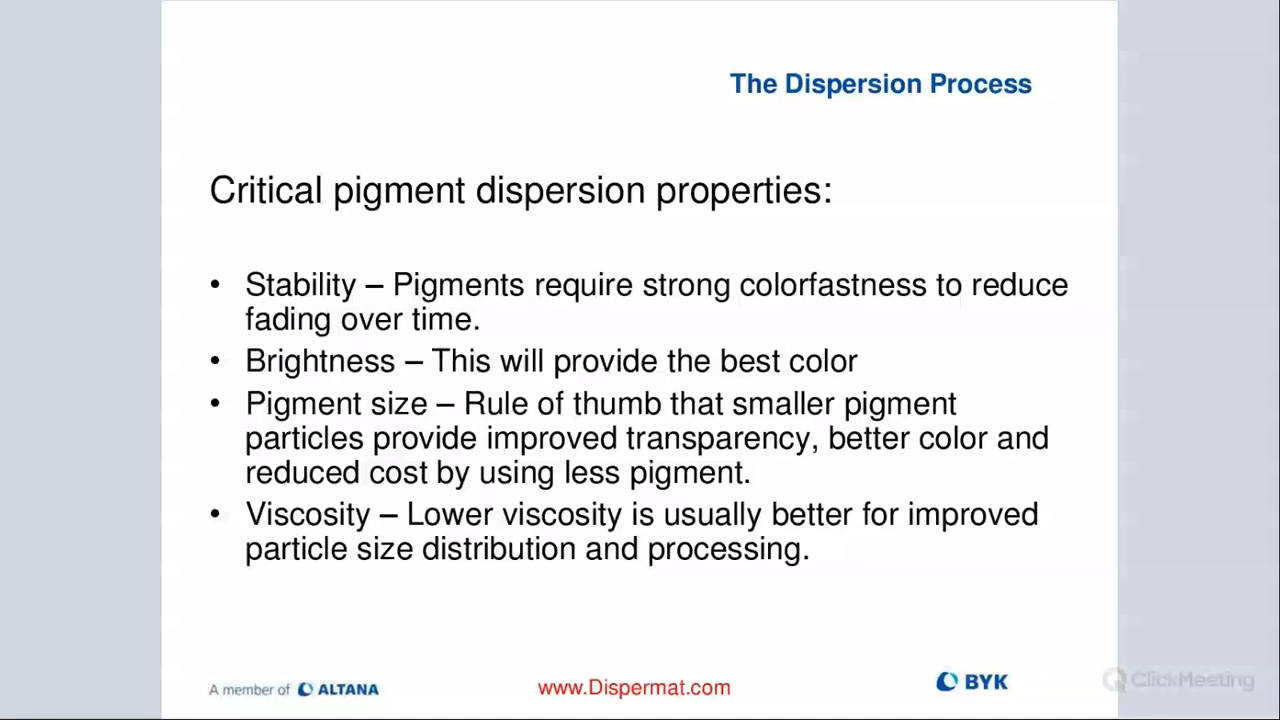 The Dispersion Process
Critical pigment dispersion properties:
• Stability – Pigments require strong colorfastness to reduce
fading over time.
• Brightness – This will provide the best color
• Pigment size – Rule of thumb that smaller pigment
particles provide improved transparency, better color and
reduced cost by using less pigment.
• Viscosity – Lower viscosity is usually better for improved
particle size distribution and processing.
A member of ALTANA
www.Dispermat.com
BYK
ClickMeeting